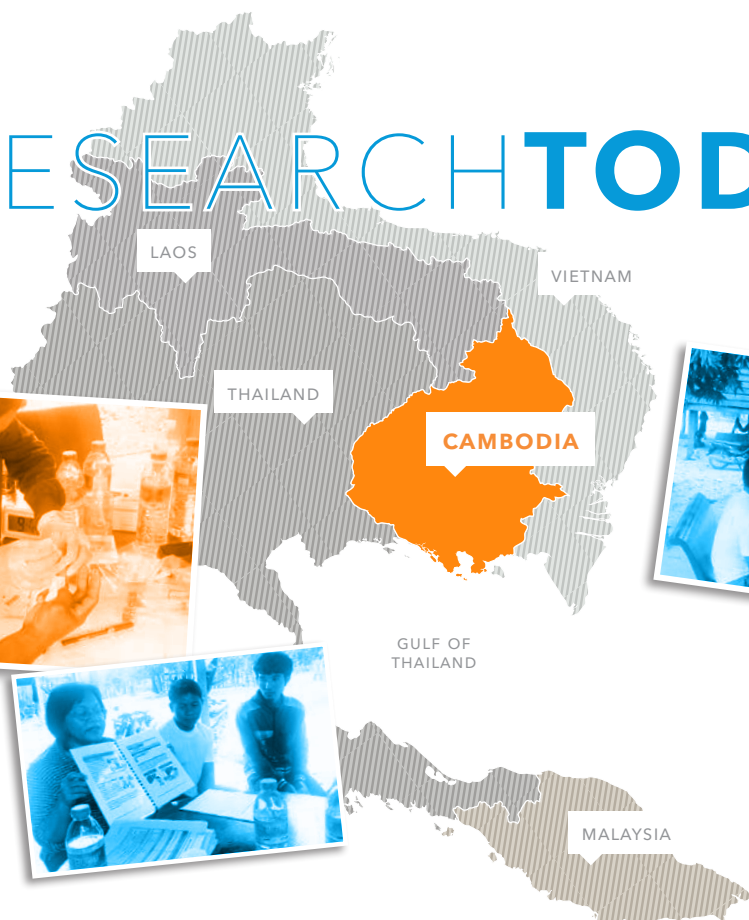 ESEARCHTOD
LAOS
VIETNAM
THAILAND
CAMBODIA
GULF OF
THAILAND
MALAYSIA